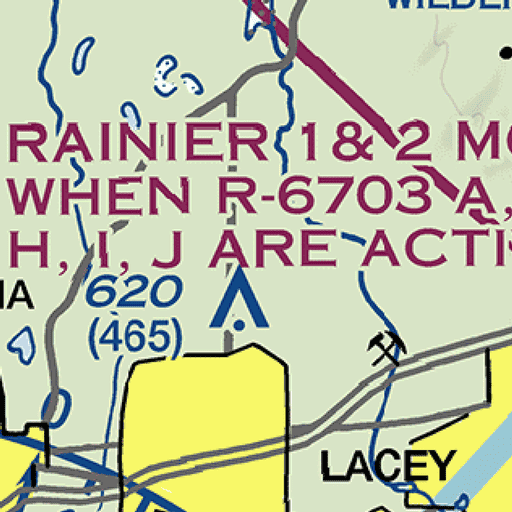 RAINIER 1 & 2 M
WHEN R-6703 A,
H, I, J ARE ACTI
620
(465)
LACEY